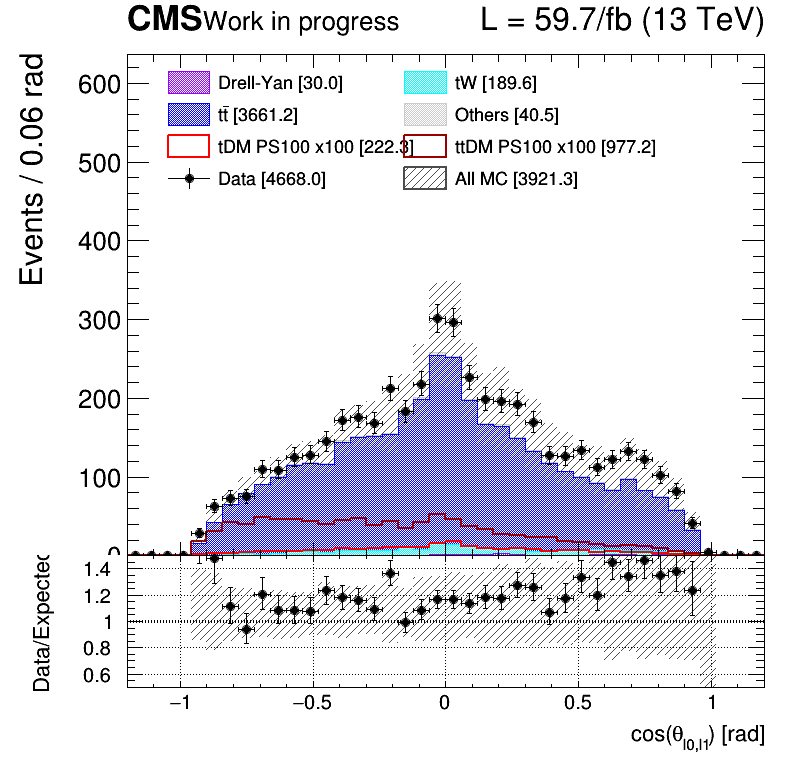 CMS Work in progress L = 59.7/fb (13 TeV)
Events / 0.06 rad
600
500
400
300
200
100
0
Drell-Yan [30.0] tW [189.6]
tt̄ [3661.2] Others [40.5]
tDM PS100 x100 [222.3] ttDM PS100 x100 [977.2]
Data [4668.0] All MC [3921.3]
Data/Expected
1.4
1.2
1
0.8
0.6
−1 −0.5 0 0.5 1
cos(θl0,l1) [rad]